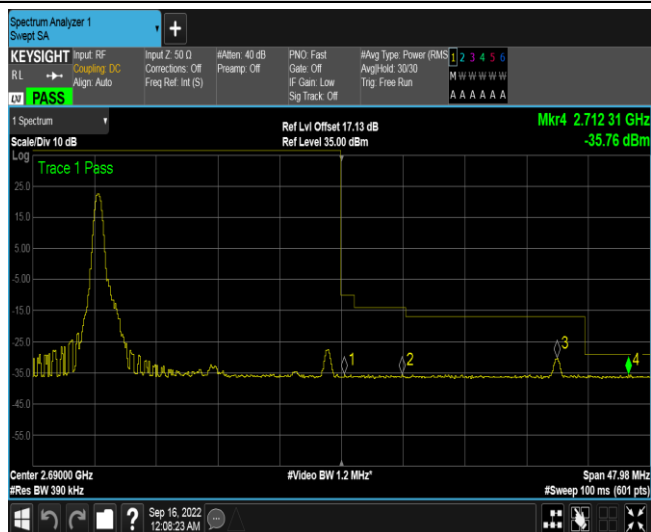 Spectrum Analyzer 1
Swept SA
KEYSIGHT Input: RF Input Z: 50 Ω #Atten: 40 dB PNO: Fast #Avg Type: Power (RMS 1 2 3 4 5 6
RL Coupling: DC Corrections: Off Preamp: Off Gate: Off Avg|Hold: 30/30 M W W W W W
Align: Auto Freq Ref: Int (S) IF Gain: Low Trig: Free Run
LXI PASS Sig Track: Off A A A A A A
1 Spectrum Ref Lvl Offset 17.13 dB Mkr4 2.712 31 GHz
Scale/Div 10 dB Ref Level 35.00 dBm -35.76 dBm
Log
Trace 1 Pass
25.0
15.0
5.00
-5.00
-15.0
-25.0
3
1 2 4
-35.0
-45.0
-55.0
Center 2.69000 GHz #Video BW 1.2 MHz* Span 47.98 MHz
#Res BW 390 kHz #Sweep 100 ms (601 pts)
? Sep 16, 2022
12:08:23 AM